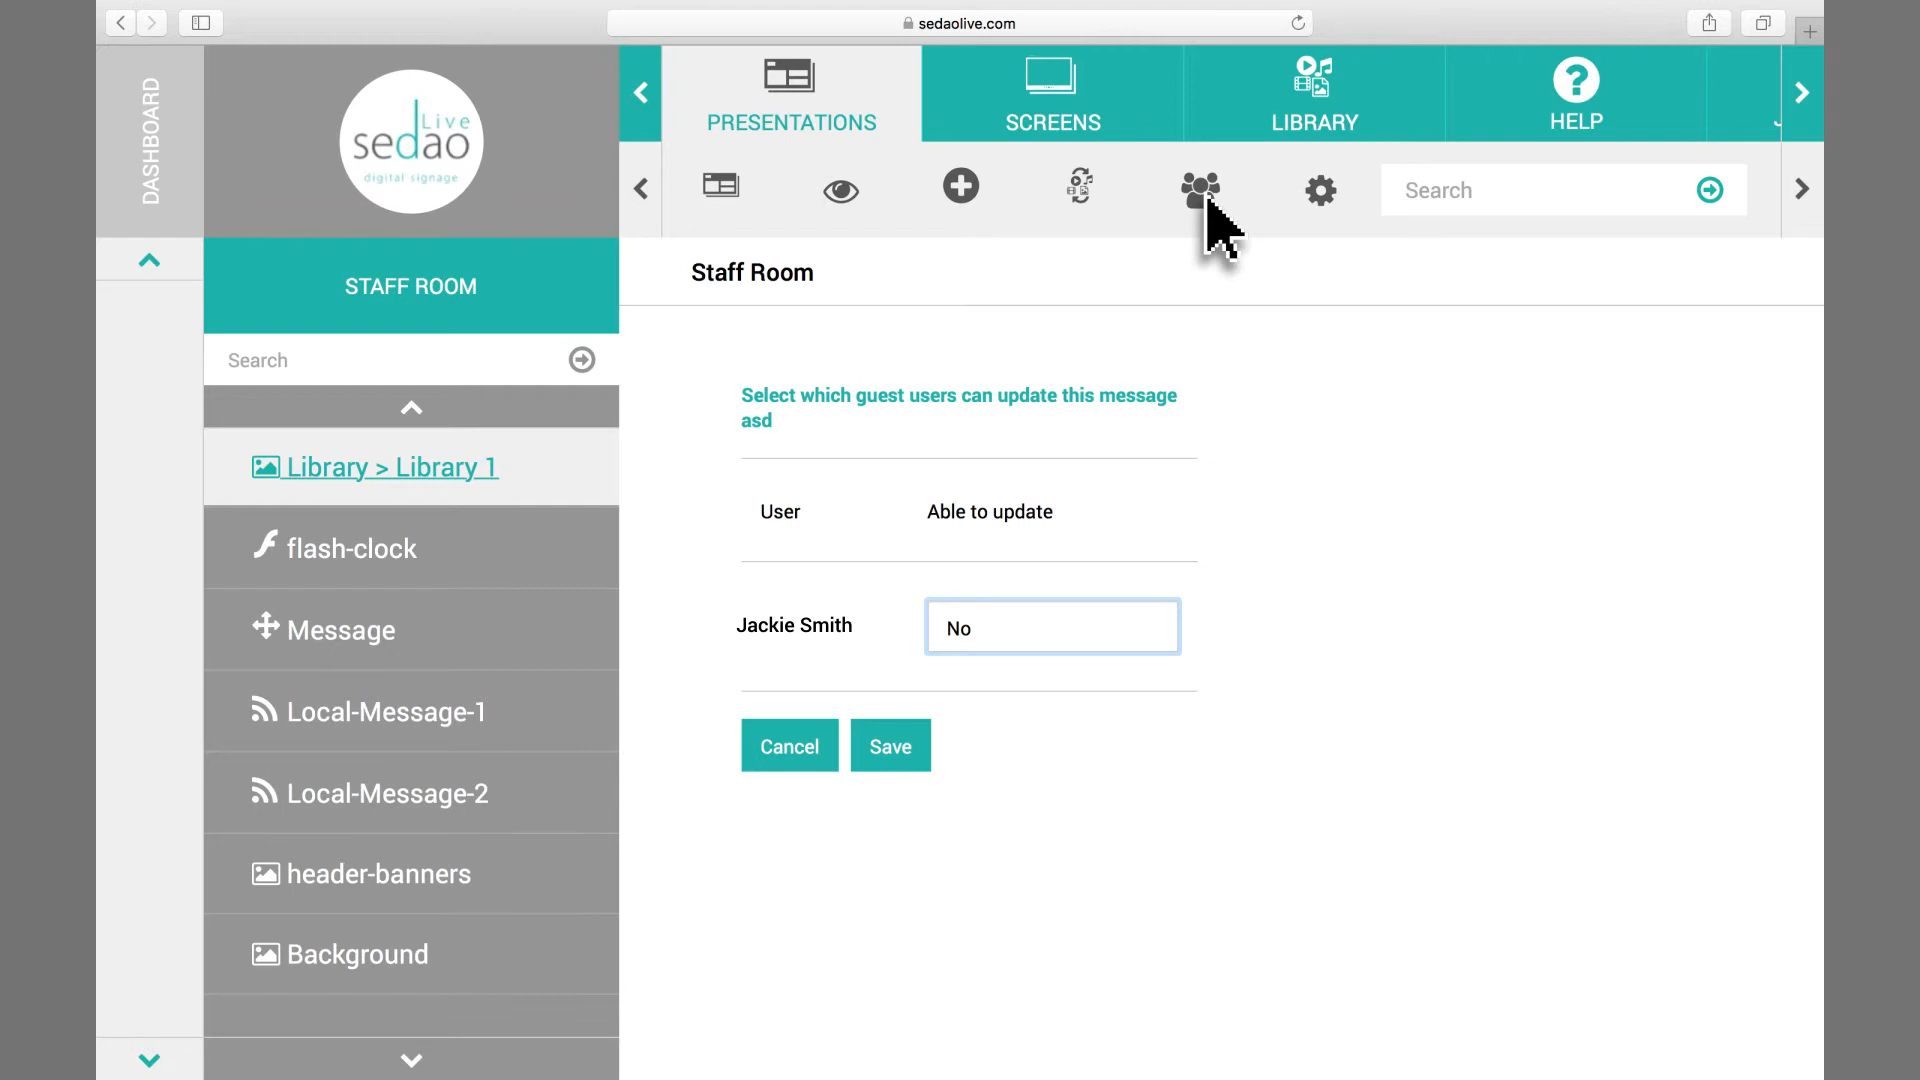 sedaolive.com
DASHBOARD
Live
sedao
digital signage
PRESENTATIONS
SCREENS
LIBRARY
HELP
Search
STAFF ROOM
Search
Library > Library 1
flash-clock
Message
Local-Message-1
Local-Message-2
header-banners
Background
Staff Room
Select which guest users can update this message
asd
User Able to update
Jackie Smith No
Cancel Save